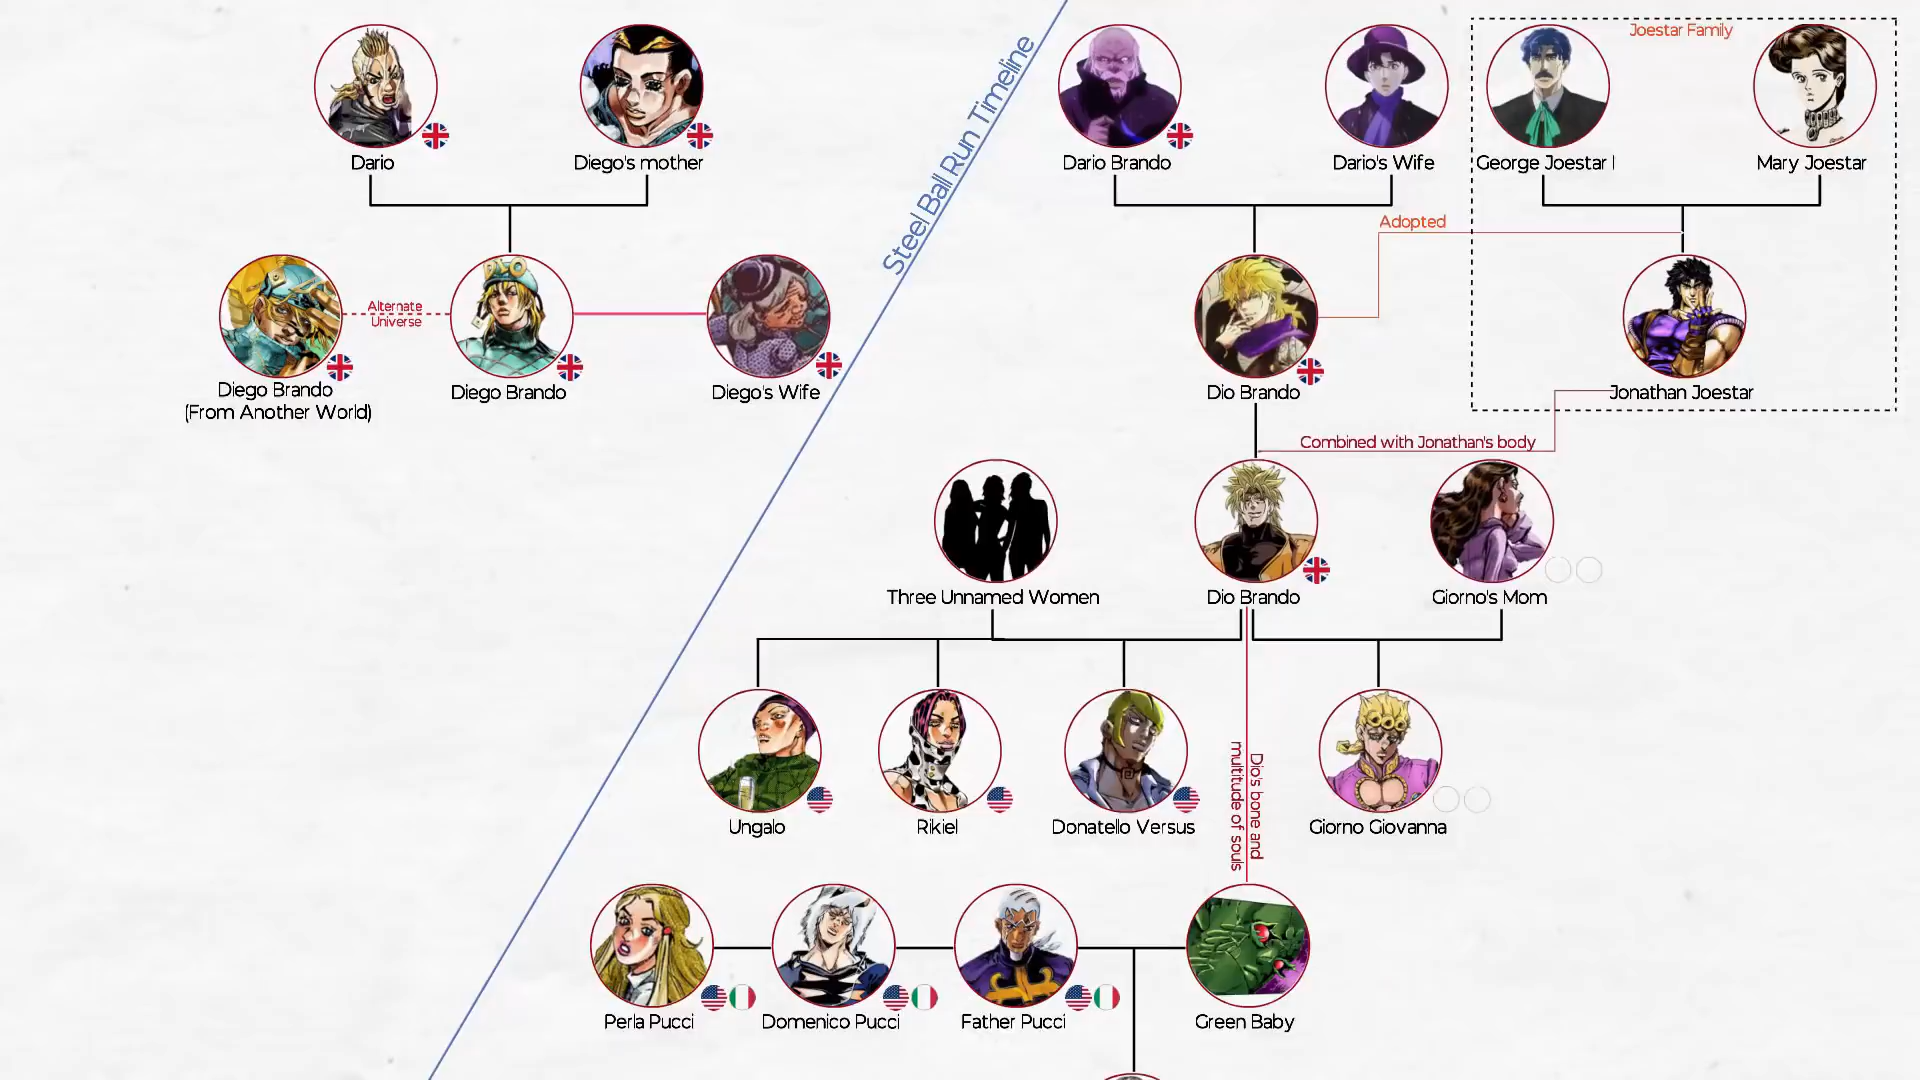 Joestar Family
Dario
Diego's mother
Dario Brando
Dario's Wife
George Joestar I
Mary Joestar
Steel Ball Run Timeline
Adopted
Alternate
Universe
Diego Brando
(From Another World)
Diego Brando
Diego's Wife
Dio Brando
Jonathan Joestar
Combined with Jonathan's body
Three Unnamed Women
Dio Brando
Giorno's Mom
Dio's bone and
multitude of souls
Ungalo
Rikiel
Donatello Versus
Giorno Giovanna
Perla Pucci
Domenico Pucci
Father Pucci
Green Baby